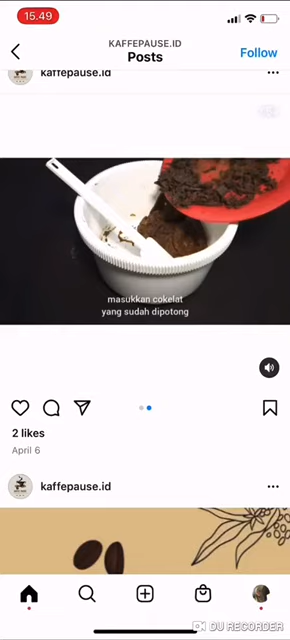 15.49
KAFFEPAUSE.ID
Posts
Follow
kaffepause.id
masukkan cokelat
yang sudah dipotong
2 likes
April 6
kaffepause.id
DU RECORDER